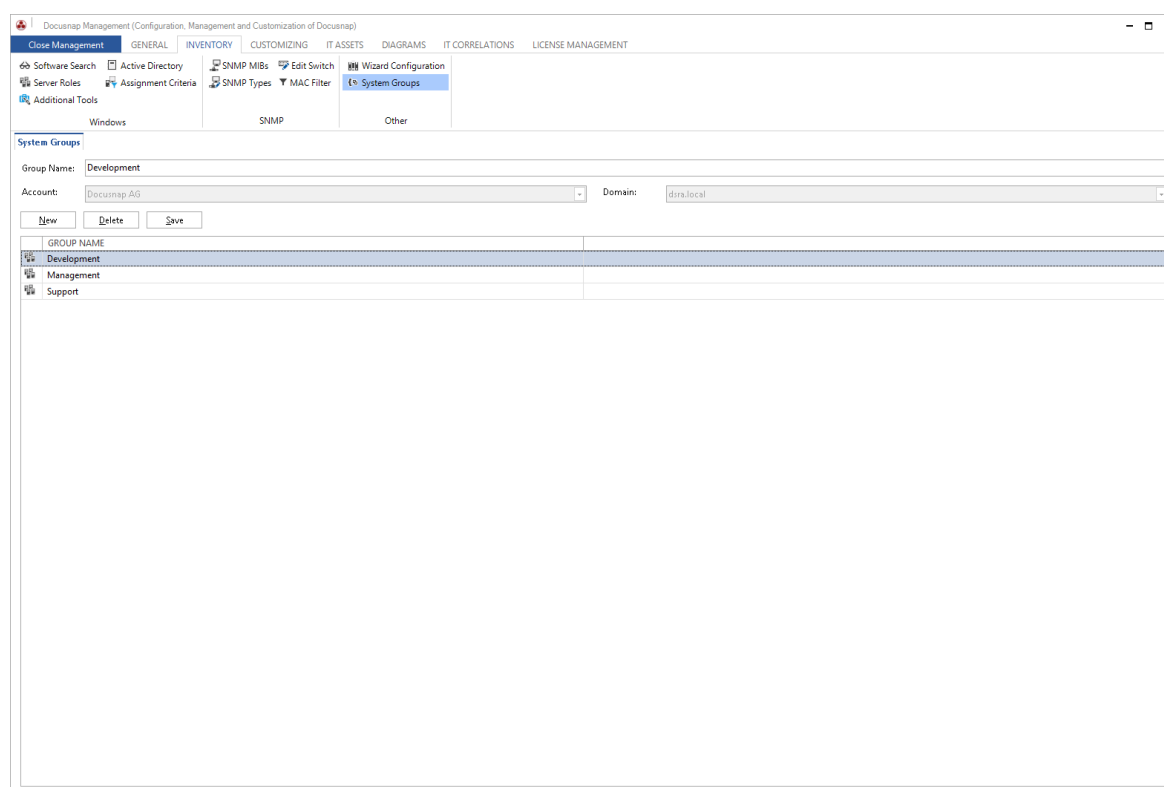 Docusnap Management (Configuration, Management and Customization of Docusnap)
Close Management GENERAL INVENTORY CUSTOMIZING IT ASSETS DIAGRAMS IT CORRELATIONS LICENSE MANAGEMENT
Software Search Active Directory SNMP MIBs Edit Switch Wizard Configuration
Server Roles Assignment Criteria SNMP Types MAC Filter System Groups
Additional Tools
Windows SNMP Other
System Groups
Group Name: Development
Account: Docusnap AG Domain: dsra.local
New Delete Save
GROUP NAME
Development
Management
Support